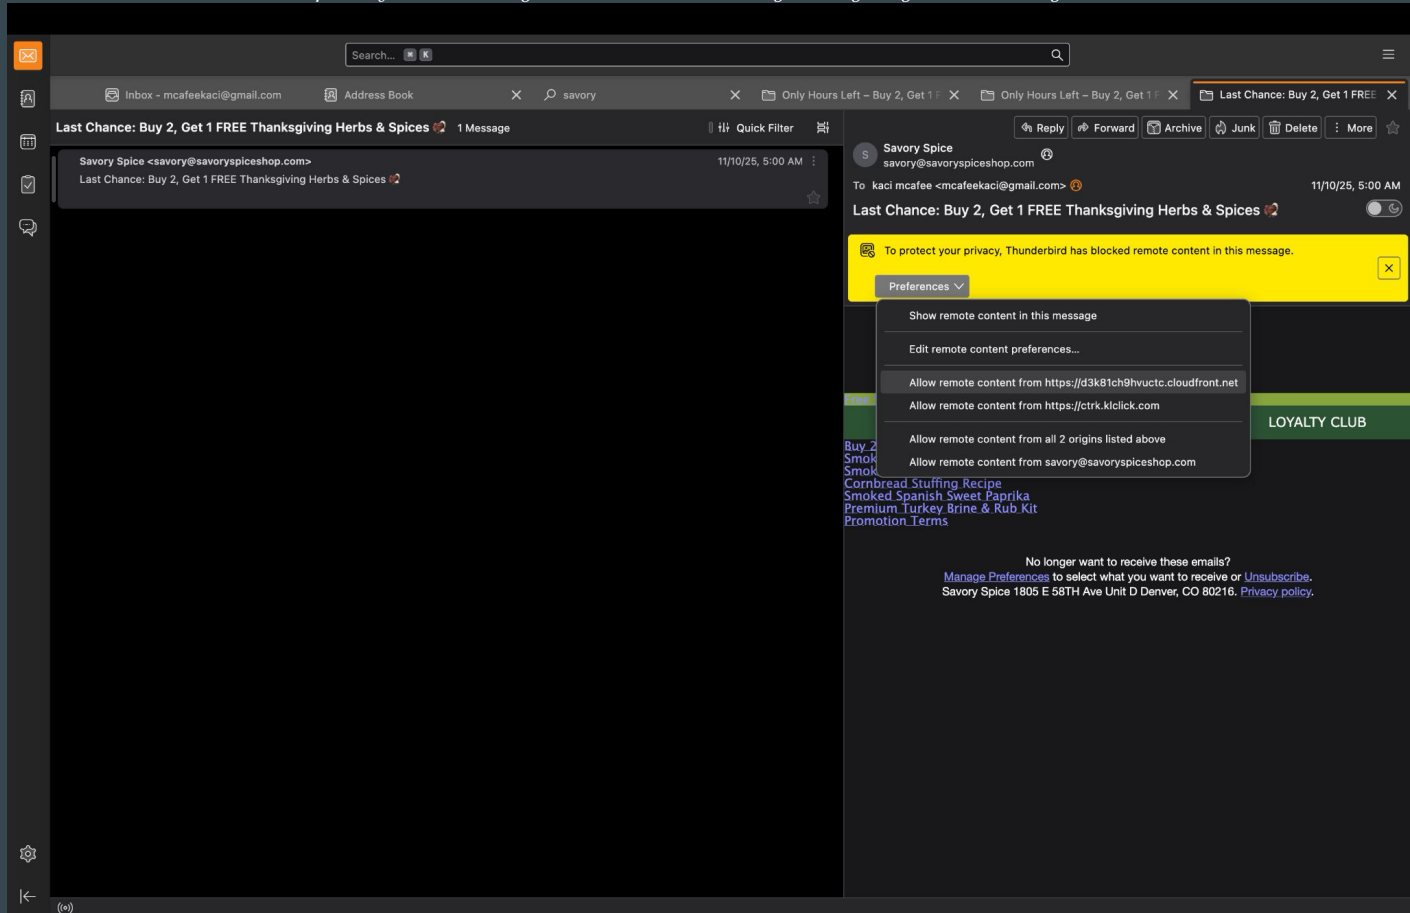 Search... ⌘ K
Inbox - mcafeekaci@gmail.com
Address Book
savory
Only Hours Left – Buy 2, Get 1 F
Only Hours Left – Buy 2, Get 1 F
Last Chance: Buy 2, Get 1 FREE
Last Chance: Buy 2, Get 1 FREE Thanksgiving Herbs & Spices 1 Message
Quick Filter
Savory Spice <savory@savoryspiceshop.com> 11/10/25, 5:00 AM
Last Chance: Buy 2, Get 1 FREE Thanksgiving Herbs & Spices
Reply Forward Archive Junk Delete More
S
Savory Spice
savory@savoryspiceshop.com
To kaci mcafee <mcafeekaci@gmail.com> 11/10/25, 5:00 AM
Last Chance: Buy 2, Get 1 FREE Thanksgiving Herbs & Spices
To protect your privacy, Thunderbird has blocked remote content in this message.
Preferences
Show remote content in this message
Edit remote content preferences...
Allow remote content from https://d3k81ch9hvuctc.cloudfront.net
Allow remote content from https://ctrk.klclick.com
Allow remote content from all 2 origins listed above
Allow remote content from savory@savoryspiceshop.com
Free
LOYALTY CLUB
Buy 2
Smok
Smok
Cornbread Stuffing Recipe
Smoked Spanish Sweet Paprika
Premium Turkey Brine & Rub Kit
Promotion Terms
No longer want to receive these emails?
Manage Preferences to select what you want to receive or Unsubscribe.
Savory Spice 1805 E 58TH Ave Unit D Denver, CO 80216. Privacy policy.